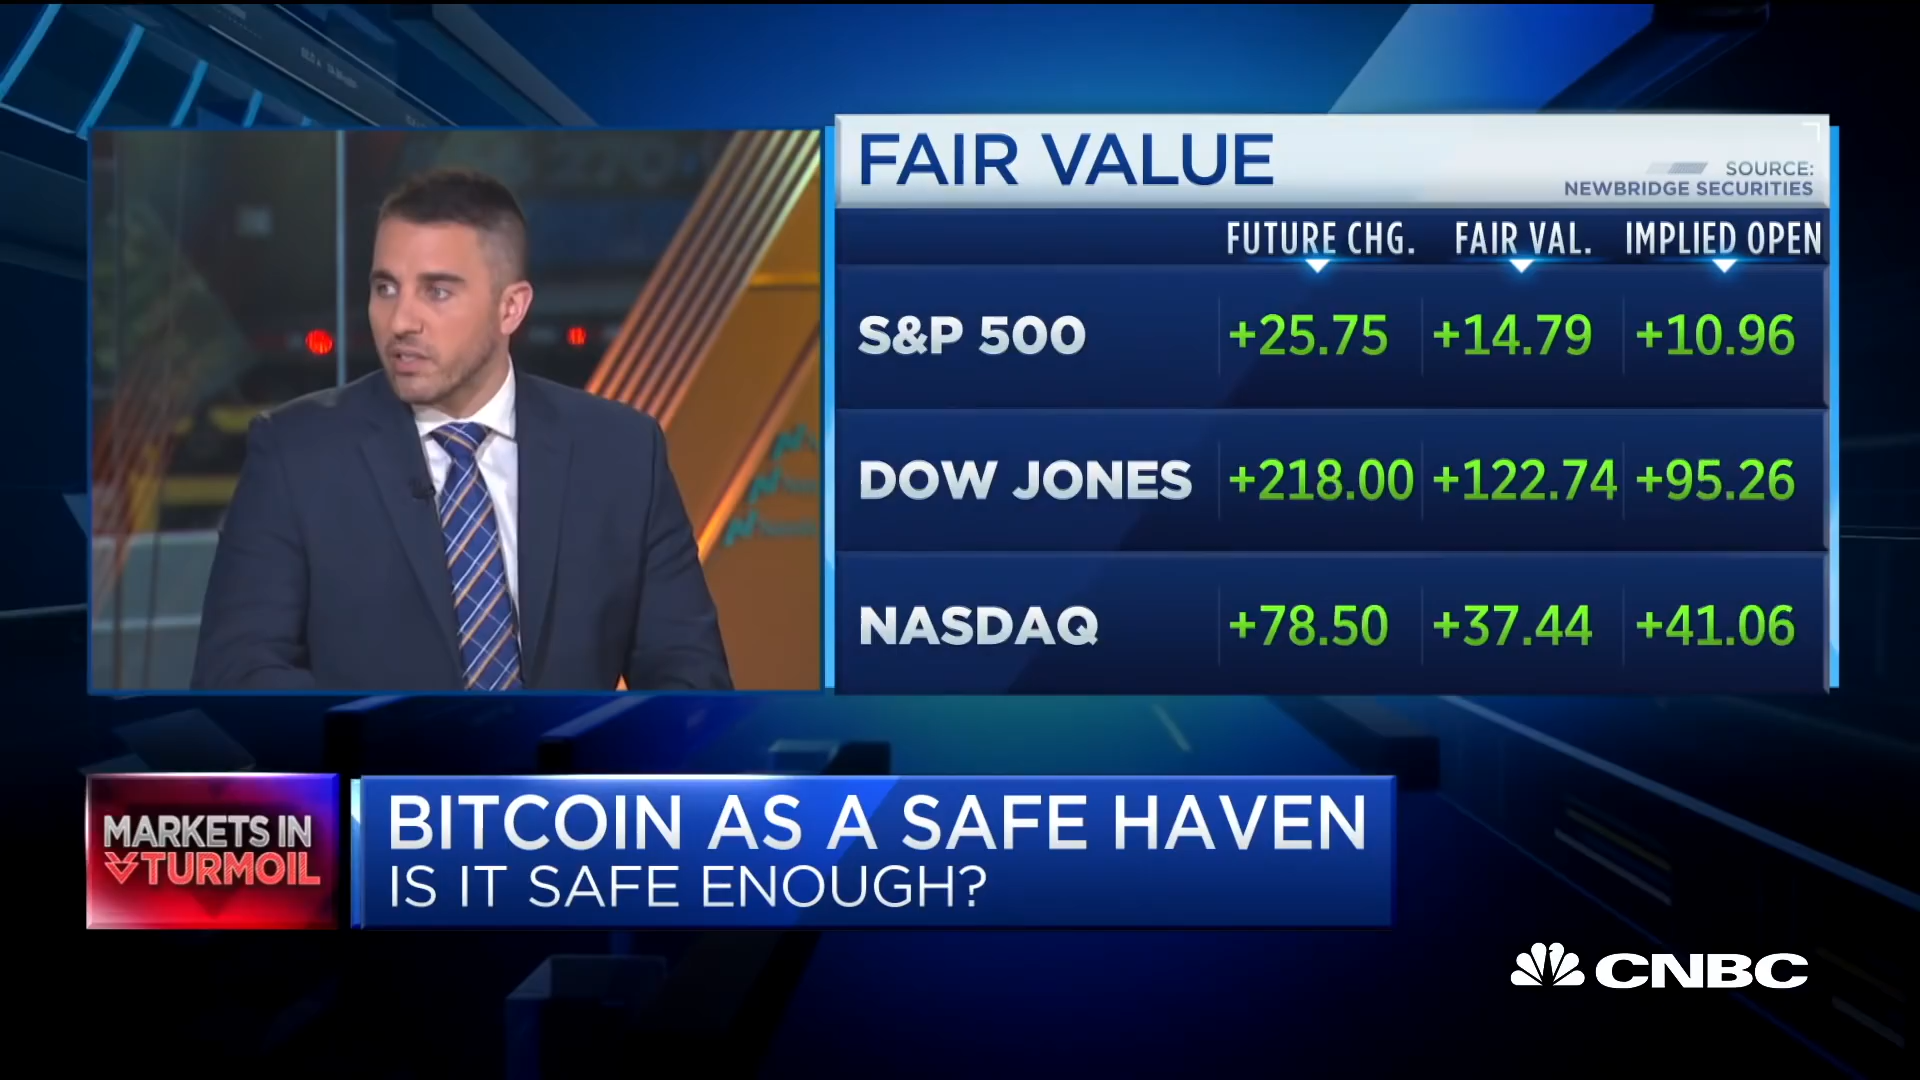 FAIR VALUE
SOURCE:
NEWBRIDGE SECURITIES
FUTURE CHG. FAIR VAL. IMPLIED OPEN
S&P 500 +25.75 +14.79 +10.96
DOW JONES +218.00 +122.74 +95.26
NASDAQ +78.50 +37.44 +41.06
MARKETS IN
TURMOIL
BITCOIN AS A SAFE HAVEN
IS IT SAFE ENOUGH?
CNBC